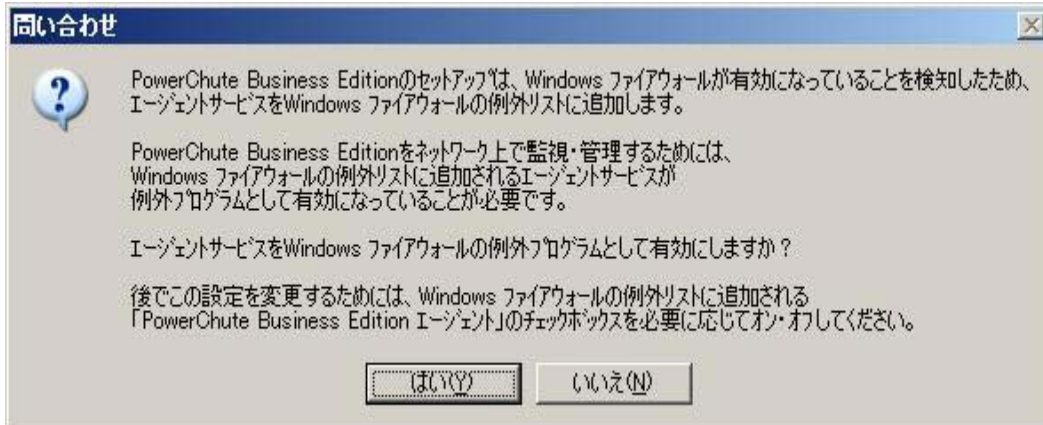 問い合わせ
PowerChute Business Editionのセットアップは、Windows ファイアウォールが有効になっていることを検知したため、
エージェントサービスをWindows ファイアウォールの例外リストに追加します。
PowerChute Business Editionをネットワーク上で監視・管理するためには、
Windows ファイアウォールの例外リストに追加されるエージェントサービスが
例外プログラムとして有効になっていることが必要です。
エージェントサービスをWindows ファイアウォールの例外プログラムとして有効にしますか？
後でこの設定を変更するためには、Windows ファイアウォールの例外リストに追加される
「PowerChute Business Edition エージェント」のチェックボックスを必要に応じてオン・オフしてください。
はい(Y)
いいえ(N)